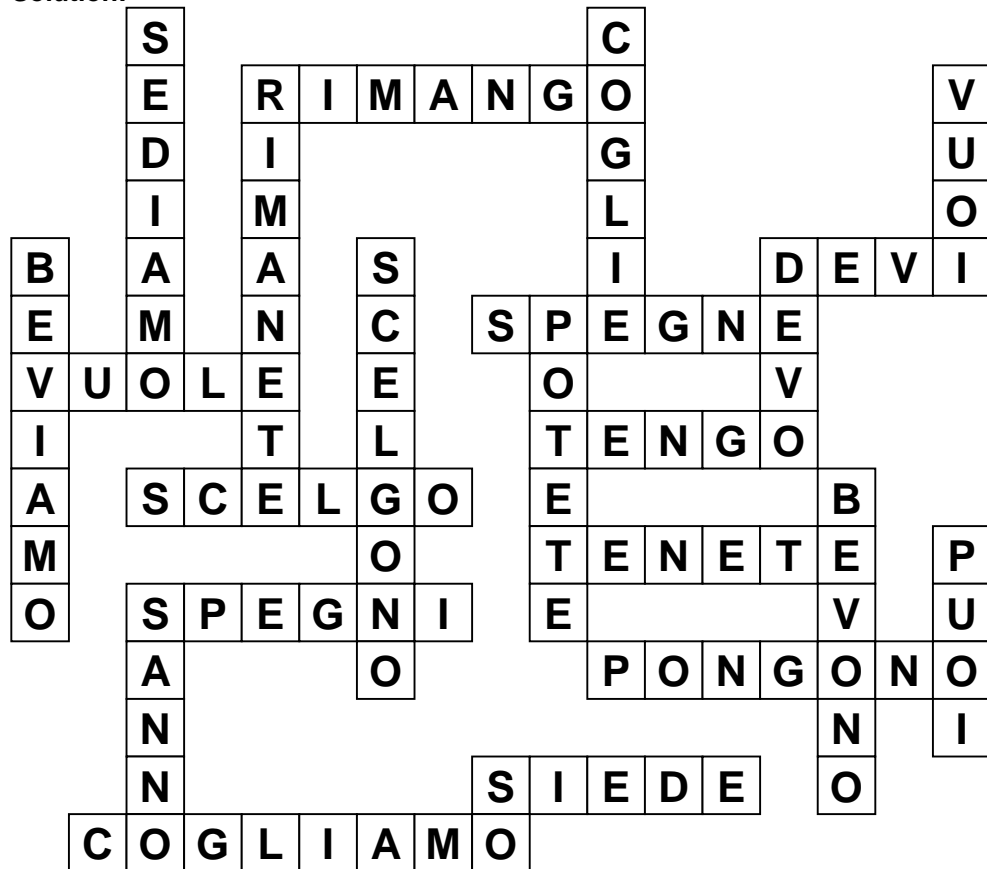 Solution:
S C
E R I M A N G O V
D I G U
I M L O
B A A S I D E V I
E M N C S P E G N E
V U O L E E O V
I T L T E N G O
A S C E L G O E B
M O T E N E T E P
O S P E G N I E V U
A O P O N G O N O
N N I
N S I E D E O
C O G L I A M O